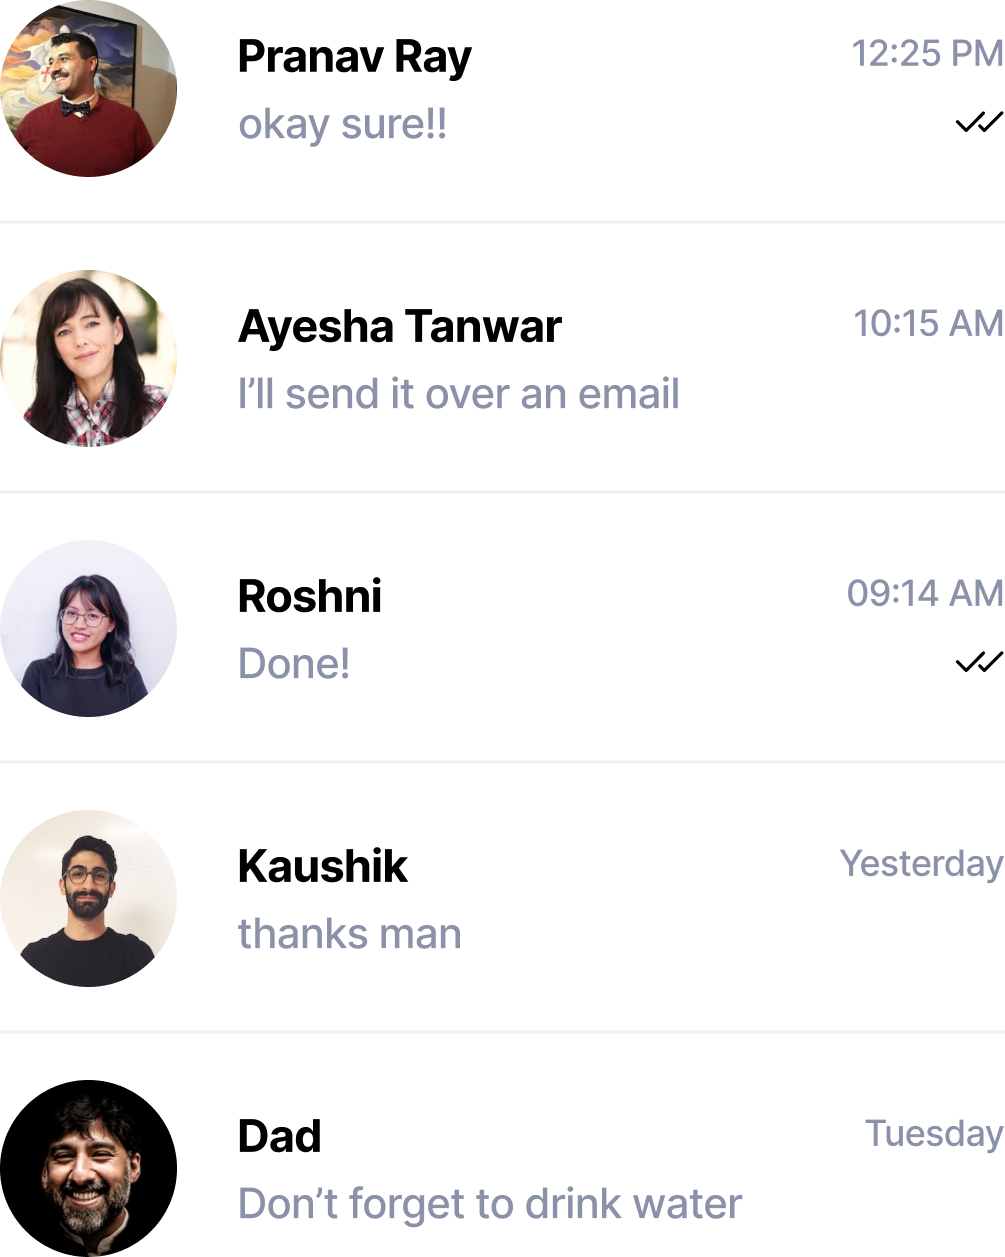 Pranav Ray 12:25 PM
okay sure!!
Ayesha Tanwar 10:15 AM
I’ll send it over an email
Roshni 09:14 AM
Done!
Kaushik Yesterday
thanks man
Dad Tuesday
Don’t forget to drink water